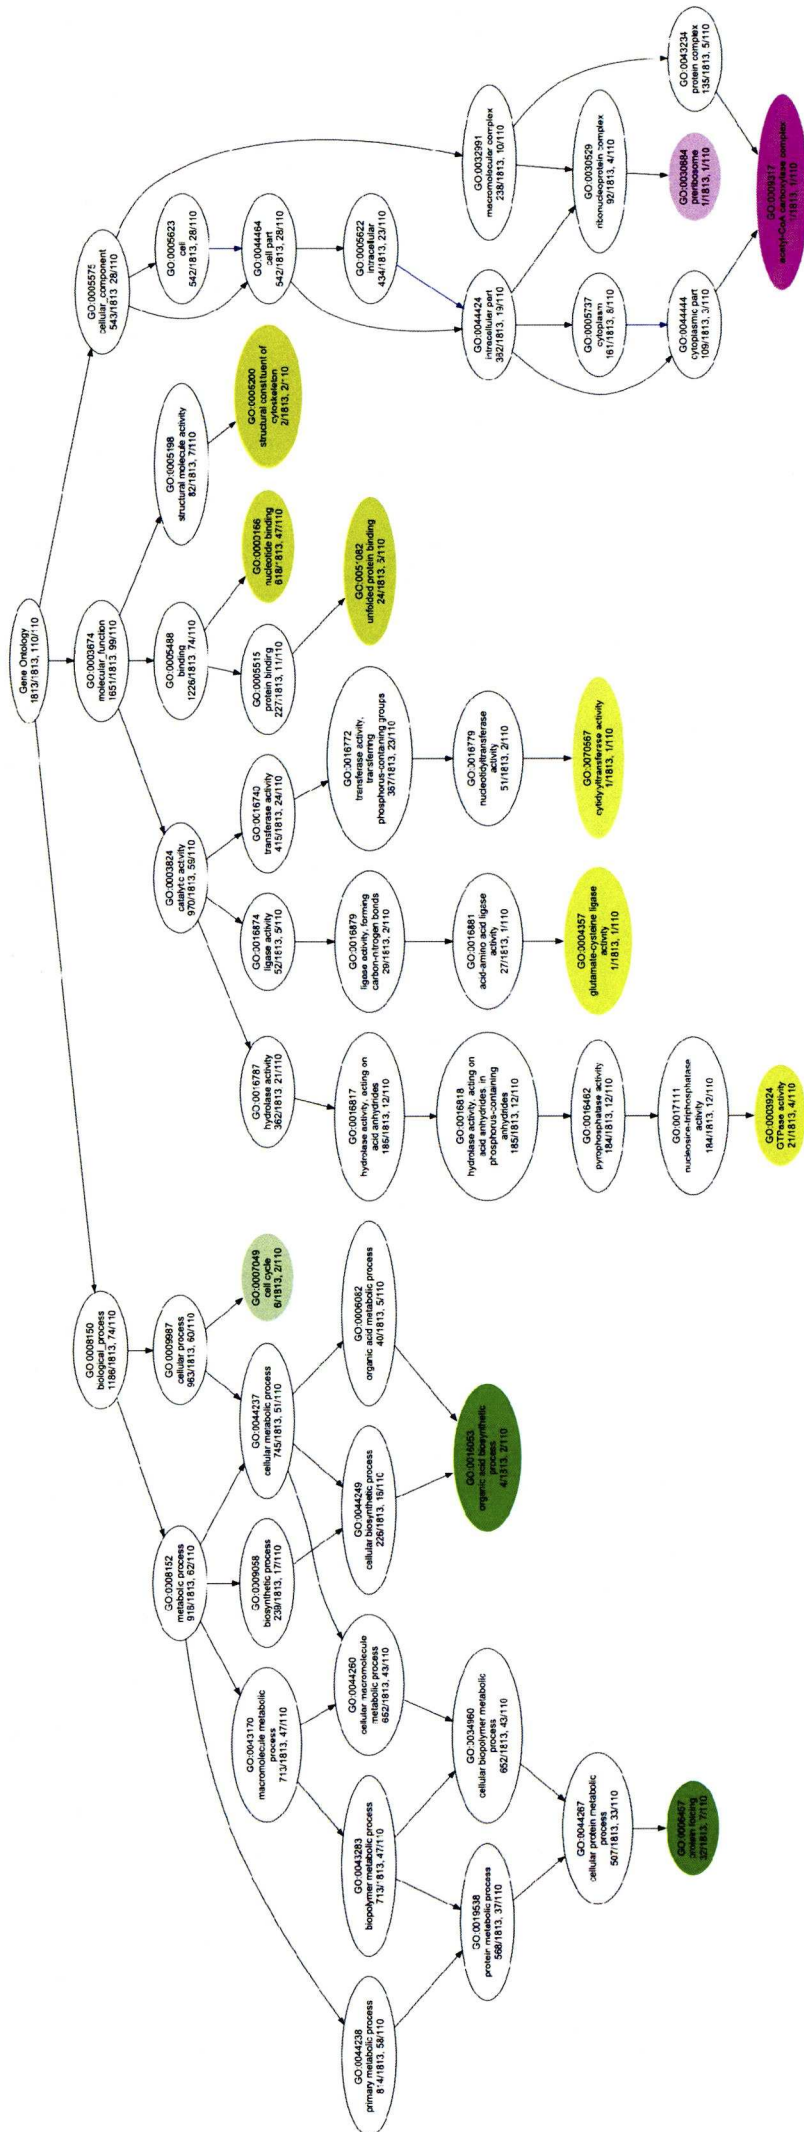 Gene Ontology
1813/1813, 110/110
GO:0008150
biological_process
1186/1813, 74/110
GO:0003674
molecular_function
1651/1813, 99/110
GO:0005575
cellular_component
543/1813, 28/110
GO:0008152
metabolic process
916/1813, 62/110
GO:0009987
cellular process
963/1813, 60/110
GO:0003824
catalytic activity
970/1813, 59/110
GO:0005488
binding
1226/1813, 74/110
GO:0005198
structural molecule activity
82/1813, 7/110
GO:0005623
cell
542/1813, 28/110
GO:0043170
macromolecule metabolic
process
713/1813, 47/110
GO:0009058
biosynthetic process
239/1813, 17/110
GO:0044237
cellular metabolic process
745/1813, 51/110
GO:0007049
cell cycle
6/1813, 2/110
GO:0016787
hydrolase activity
362/1813, 21/110
GO:0016874
ligase activity
52/1813, 5/110
GO:0016740
transferase activity
415/1813, 24/110
GO:0005515
protein binding
227/1813, 11/110
GO:0000166
nucleotide binding
618/1813, 47/110
GO:0005200
structural constituent of
cytoskeleton
2/1813, 2/110
GO:0044464
cell part
542/1813, 28/110
GO:0044238
primary metabolic process
814/1813, 58/110
GO:0043283
biopolymer metabolic process
713/1813, 47/110
GO:0044260
cellular macromolecule
metabolic process
652/1813, 43/110
GO:0044249
cellular biosynthetic process
226/1813, 16/110
GO:0006082
organic acid metabolic process
40/1813, 5/110
GO:0016817
hydrolase activity, acting on
acid anhydrides
185/1813, 12/110
GO:0016879
ligase activity, forming
carbon-nitrogen bonds
29/1813, 2/110
GO:0016772
transferase activity,
transferring
phosphorus-containing groups
367/1813, 23/110
GO:0051082
unfolded protein binding
24/1813, 5/110
GO:0005622
intracellular
434/1813, 23/110
GO:0019538
protein metabolic process
568/1813, 37/110
GO:0034960
cellular biopolymer metabolic
process
652/1813, 43/110
GO:0016053
organic acid biosynthetic
process
4/1813, 2/110
GO:0016818
hydrolase activity, acting on
acid anhydrides, in
phosphorus-containing
anhydrides
185/1813, 12/110
GO:0016881
acid-amino acid ligase
activity
27/1813, 1/110
GO:0016779
nucleotidyltransferase
activity
51/1813, 2/110
GO:0044424
intracellular part
362/1813, 19/110
GO:0032991
macromolecular complex
238/1813, 10/110
GO:0044267
cellular protein metabolic
process
507/1813, 33/110
GO:0016462
pyrophosphatase activity
184/1813, 12/110
GO:0004357
glutamate-cysteine ligase
activity
1/1813, 1/110
GO:0070567
cytidylyltransferase activity
1/1813, 1/110
GO:0005737
cytoplasm
161/1813, 8/110
GO:0030529
ribonucleoprotein complex
92/1813, 4/110
GO:0006457
protein folding
32/1813, 7/110
GO:0017111
nucleoside-triphosphatase
activity
184/1813, 12/110
GO:0044444
cytoplasmic part
109/1813, 3/110
GO:0030684
preribosome
1/1813, 1/110
GO:0043234
protein complex
135/1813, 5/110
GO:0003924
GTPase activity
21/1813, 4/110
GO:0009317
acetyl-CoA carboxylase complex
1/1813, 1/110